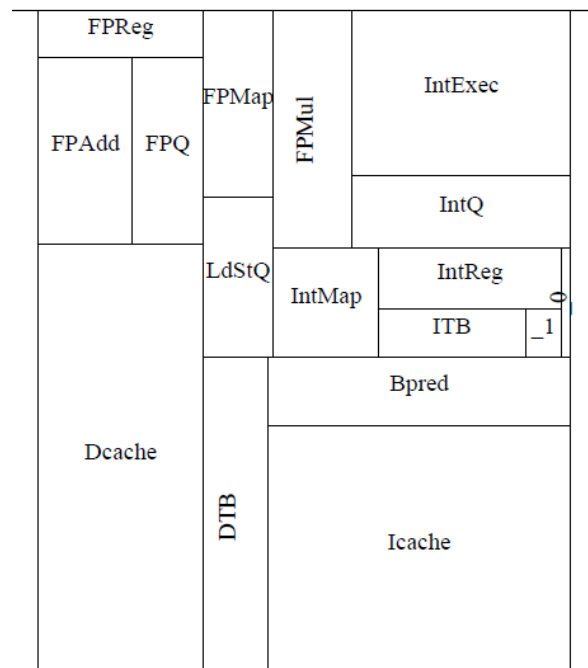 FPReg
FPMap
FPMul
IntExec
FPAdd
FPQ
IntQ
LdStQ
IntMap
IntReg
_0
ITB
_1
Bpred
Dcache
DTB
Icache